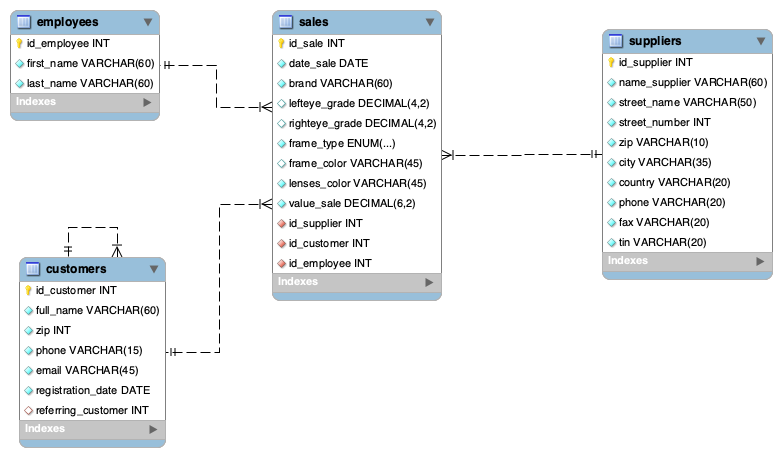 employees
id_employee INT
first_name VARCHAR(60)
last_name VARCHAR(60)
Indexes
sales
id_sale INT
date_sale DATE
brand VARCHAR(60)
lefteye_grade DECIMAL(4,2)
righteye_grade DECIMAL(4,2)
frame_type ENUM(...)
frame_color VARCHAR(45)
lenses_color VARCHAR(45)
value_sale DECIMAL(6,2)
id_supplier INT
id_customer INT
id_employee INT
Indexes
suppliers
id_supplier INT
name_supplier VARCHAR(60)
street_name VARCHAR(50)
street_number INT
zip VARCHAR(10)
city VARCHAR(35)
country VARCHAR(20)
phone VARCHAR(20)
fax VARCHAR(20)
tin VARCHAR(20)
Indexes
customers
id_customer INT
full_name VARCHAR(60)
zip INT
phone VARCHAR(15)
email VARCHAR(45)
registration_date DATE
referring_customer INT
Indexes